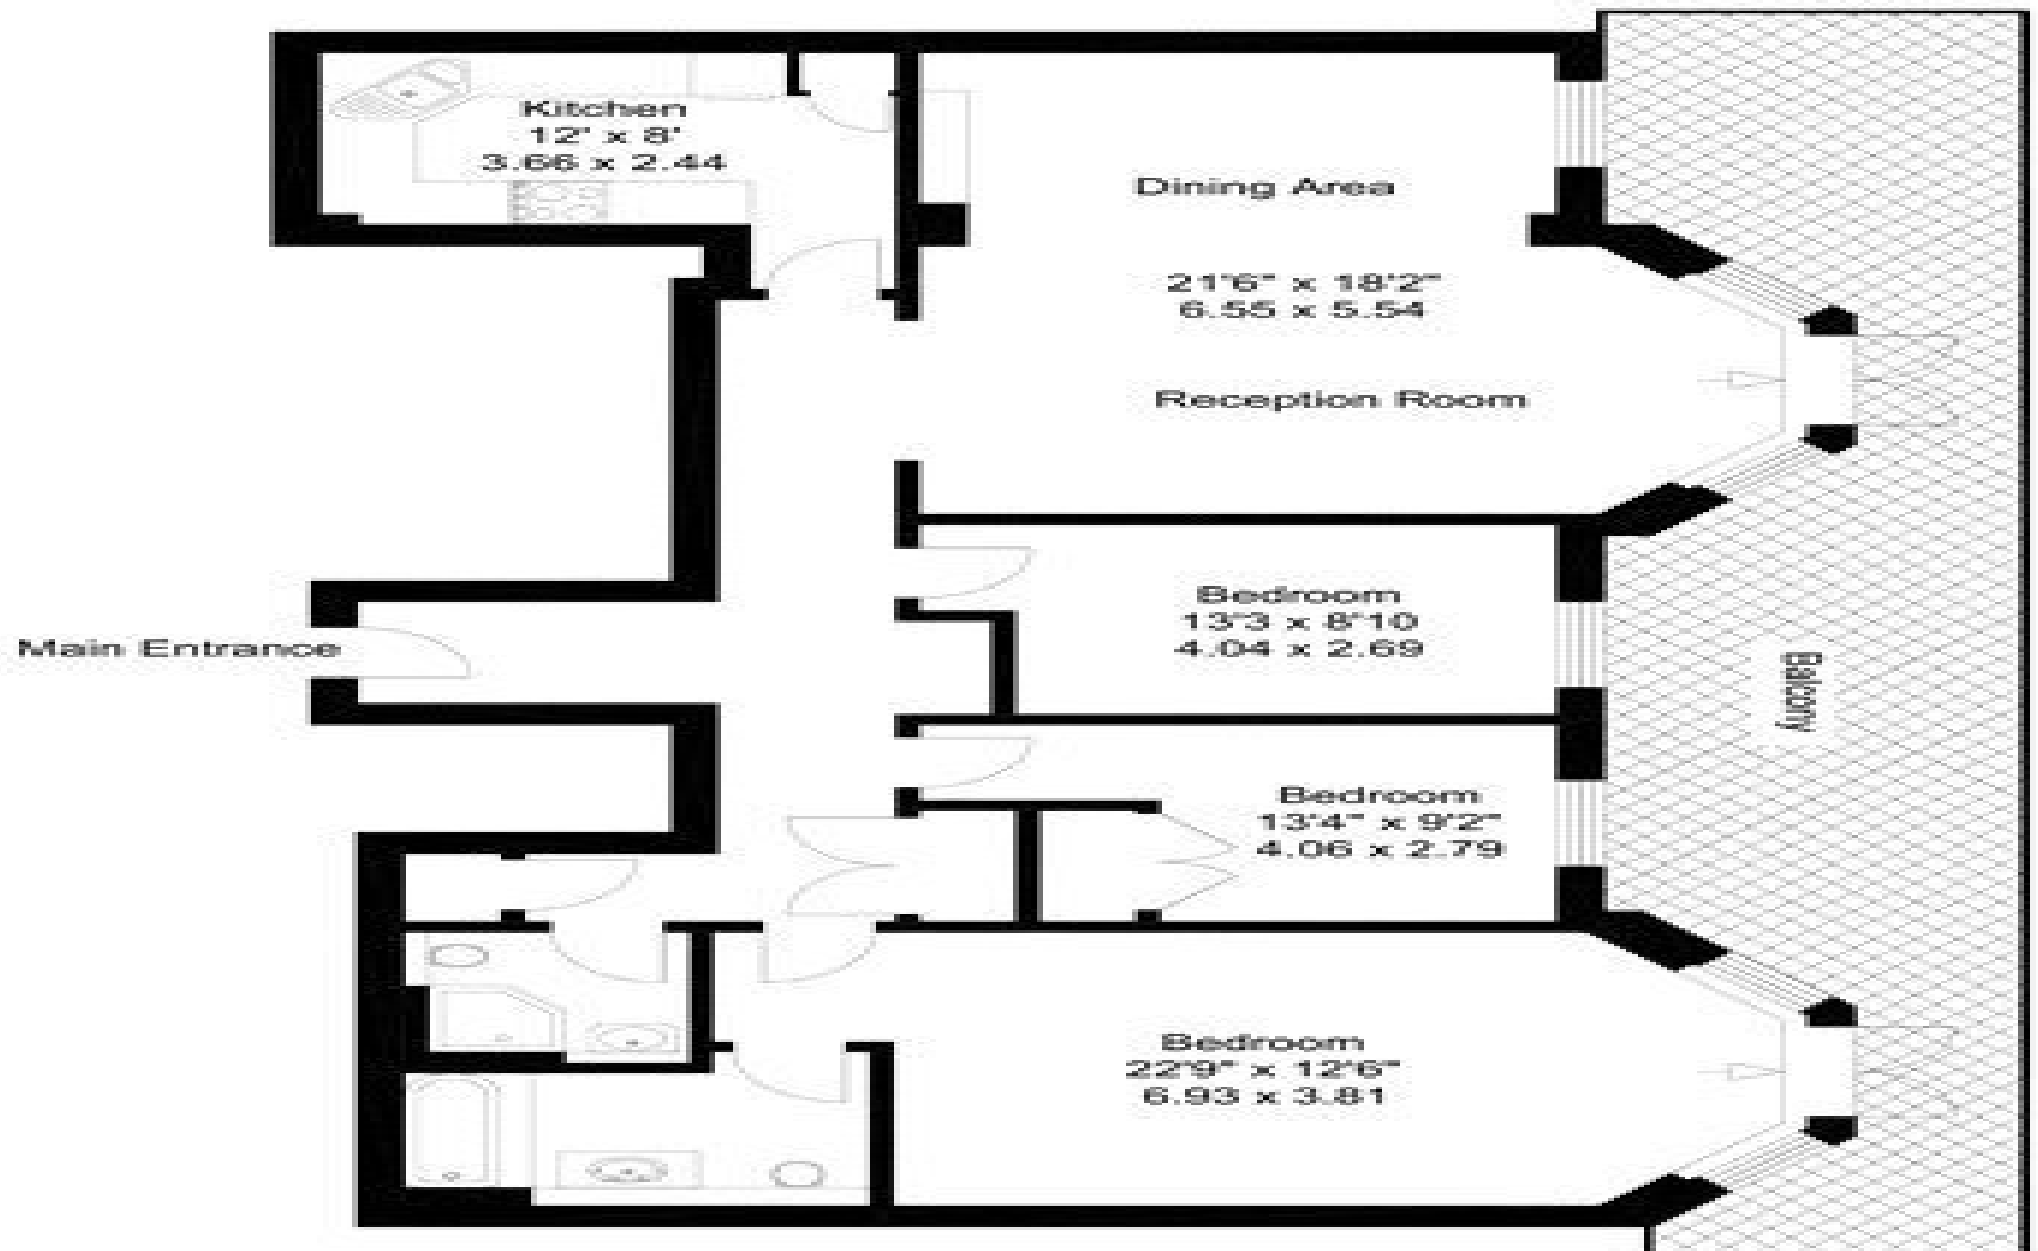 Kitchen
12' x 8'
3.66 x 2.44
Dining Area
21'6" x 18'2"
6.55 x 5.54
Reception Room
Bedroom
13'3 x 8'10
4.04 x 2.69
Main Entrance
Balcony
Bedroom
13'4" x 9'2"
4.06 x 2.79
Bedroom
22'9" x 12'6"
6.93 x 3.81